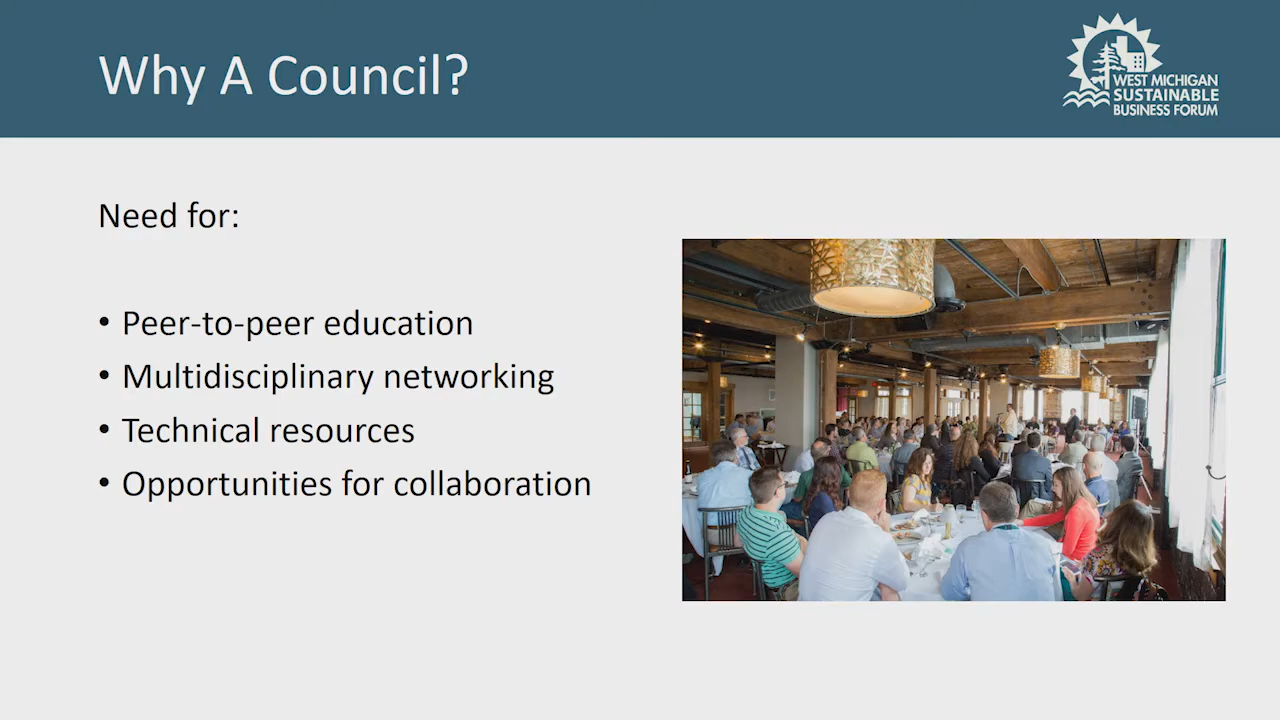 Why A Council?
WEST MICHIGAN
SUSTAINABLE
BUSINESS FORUM
Need for:
• Peer-to-peer education
• Multidisciplinary networking
• Technical resources
• Opportunities for collaboration